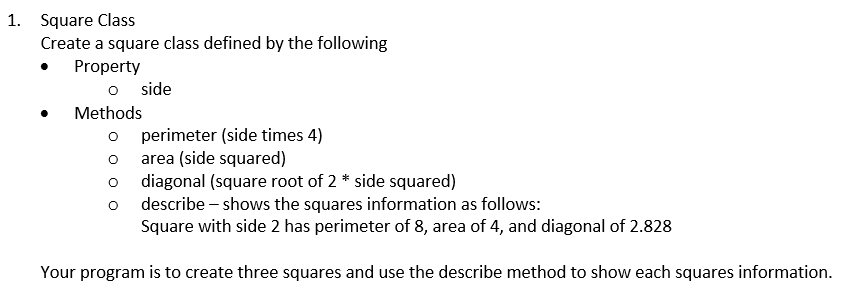 1. Square Class
Create a square class defined by the following
• Property
o side
• Methods
o perimeter (side times 4)
o area (side squared)
o diagonal (square root of 2 * side squared)
o describe – shows the squares information as follows:
Square with side 2 has perimeter of 8, area of 4, and diagonal of 2.828
Your program is to create three squares and use the describe method to show each squares information.